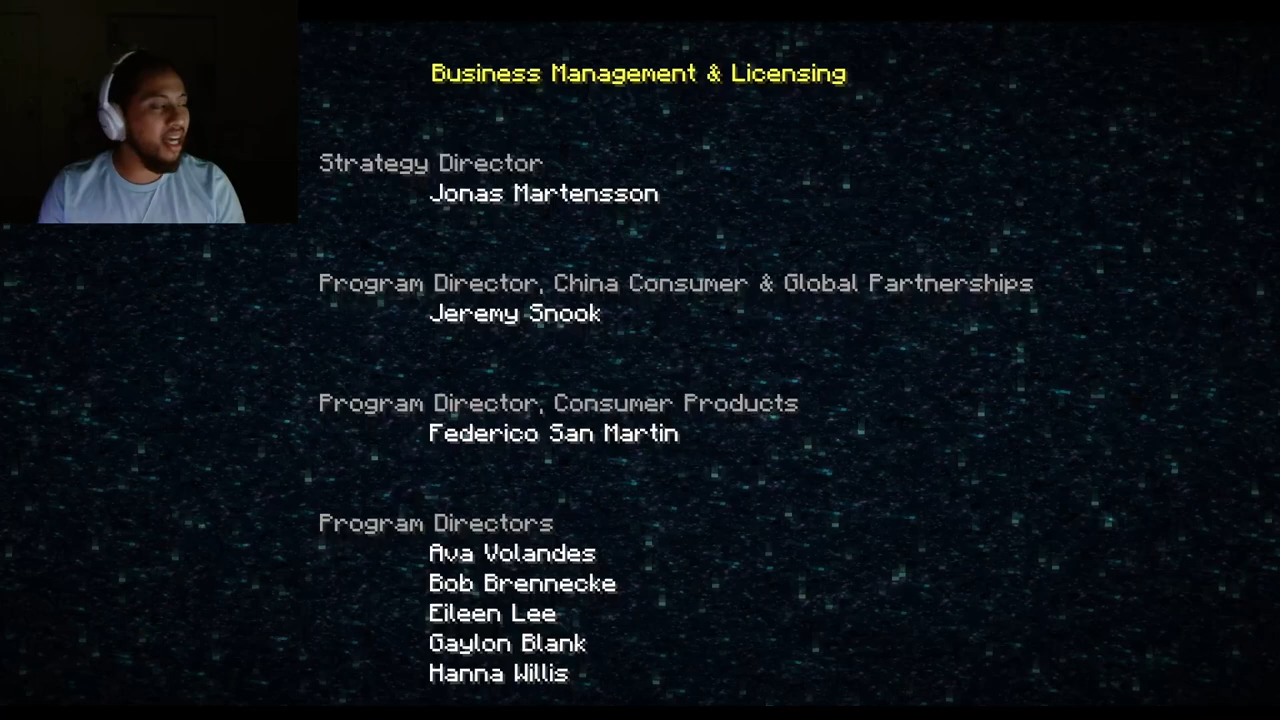 Business Management & Licensing
Strategy Director
Jonas Martensson
Program Director, China Consumer & Global Partnerships
Jeremy Snook
Program Director, Consumer Products
Federico San Martin
Program Directors
Ava Volandes
Bob Brennecke
Eileen Lee
Gaylon Blank
Hanna Willis